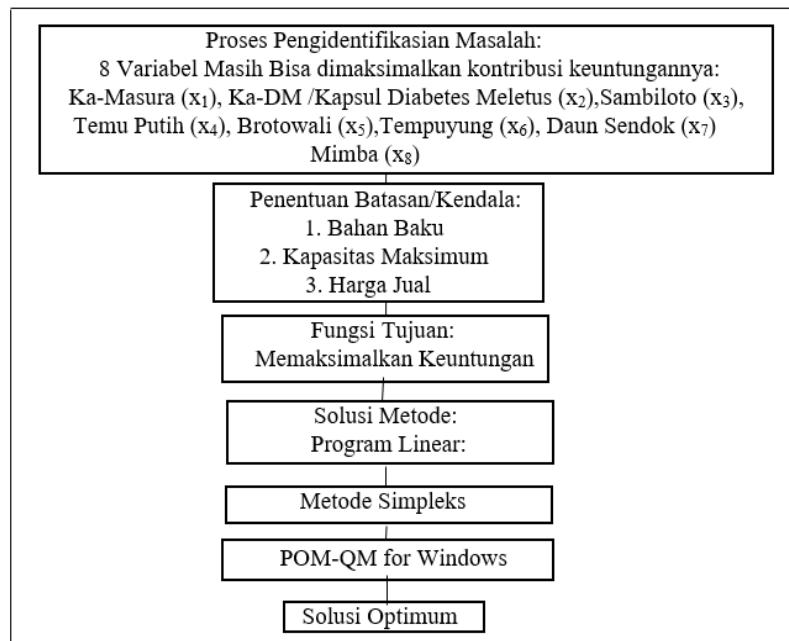 Proses Pengidentifikasian Masalah:
8 Variabel Masih Bisa dimaksimalkan kontribusi keuntungannya:
Ka-Masura (x₁), Ka-DM /Kapsul Diabetes Meletus (x₂),Sambiloto (x₃),
Temu Putih (x₄), Brotowali (x₅),Tempuyung (x₆), Daun Sendok (x₇)
Mimba (x₈)
Penentuan Batasan/Kendala:
1. Bahan Baku
2. Kapasitas Maksimum
3. Harga Jual
Fungsi Tujuan:
Memaksimalkan Keuntungan
Solusi Metode:
Program Linear:
Metode Simpleks
POM-QM for Windows
Solusi Optimum